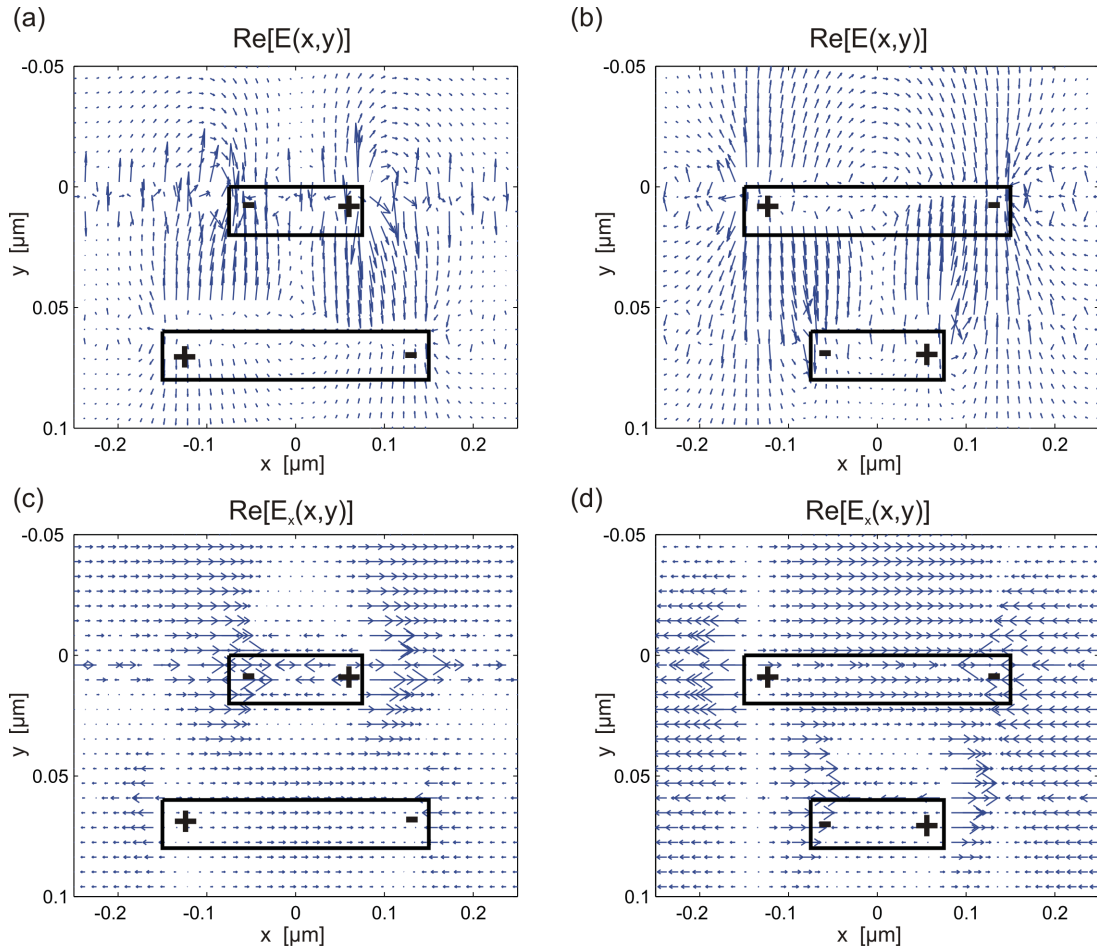 (a)
Re[E(x,y)]
-0.05
0
0.05
0.1
y [µm]
- +
+ -
-0.2 -0.1 0 0.1 0.2
x [µm]
(b)
Re[E(x,y)]
-0.05
0
0.05
0.1
y [µm]
+ -
- +
-0.2 -0.1 0 0.1 0.2
x [µm]
(c)
Re[Eₓ(x,y)]
-0.05
0
0.05
0.1
y [µm]
- +
+ -
-0.2 -0.1 0 0.1 0.2
x [µm]
(d)
Re[Eₓ(x,y)]
-0.05
0
0.05
0.1
y [µm]
+ -
- +
-0.2 -0.1 0 0.1 0.2
x [µm]